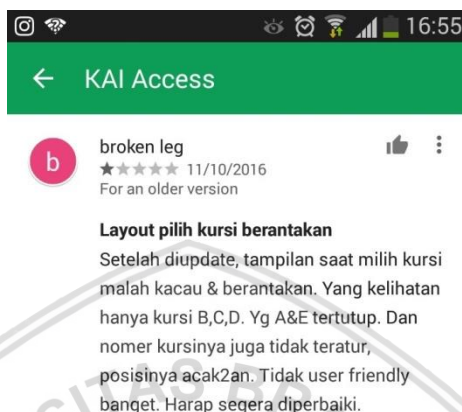 16:55
KAI Access
b
broken leg
11/10/2016
For an older version
Layout pilih kursi berantakan
Setelah diupdate, tampilan saat milih kursi
malah kacau & berantakan. Yang kelihatan
hanya kursi B,C,D. Yg A&E tertutup. Dan
nomer kursinya juga tidak teratur,
posisinya acak2an. Tidak user friendly
banget. Harap segera diperbaiki.